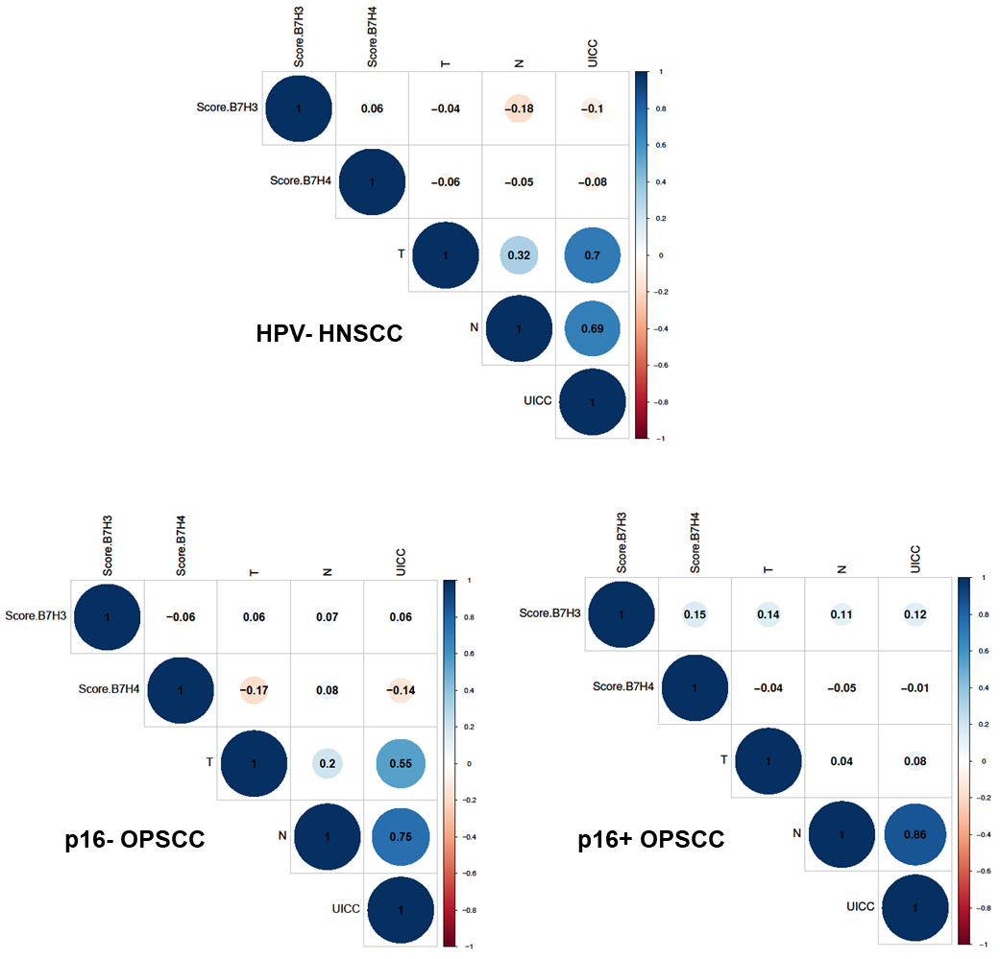 Score.B7H3
Score.B7H4
T
N
UICC
Score.B7H3 1 0.06 −0.04 −0.18 −0.1
Score.B7H4 1 −0.06 −0.05 −0.08
T 1 0.32 0.7
N 1 0.69
UICC 1
1
0.8
0.6
0.4
0.2
0
−0.2
−0.4
−0.6
−0.8
−1
HPV- HNSCC
Score.B7H3
Score.B7H4
T
N
UICC
Score.B7H3 1 −0.06 0.06 0.07 0.06
Score.B7H4 1 −0.17 0.08 −0.14
T 1 0.2 0.55
N 1 0.75
UICC 1
1
0.8
0.6
0.4
0.2
0
−0.2
−0.4
−0.6
−0.8
−1
p16- OPSCC
Score.B7H3
Score.B7H4
T
N
UICC
Score.B7H3 1 0.15 0.14 0.11 0.12
Score.B7H4 1 −0.04 −0.05 −0.01
T 1 0.04 0.08
N 1 0.86
UICC 1
1
0.8
0.6
0.4
0.2
0
−0.2
−0.4
−0.6
−0.8
−1
p16+ OPSCC